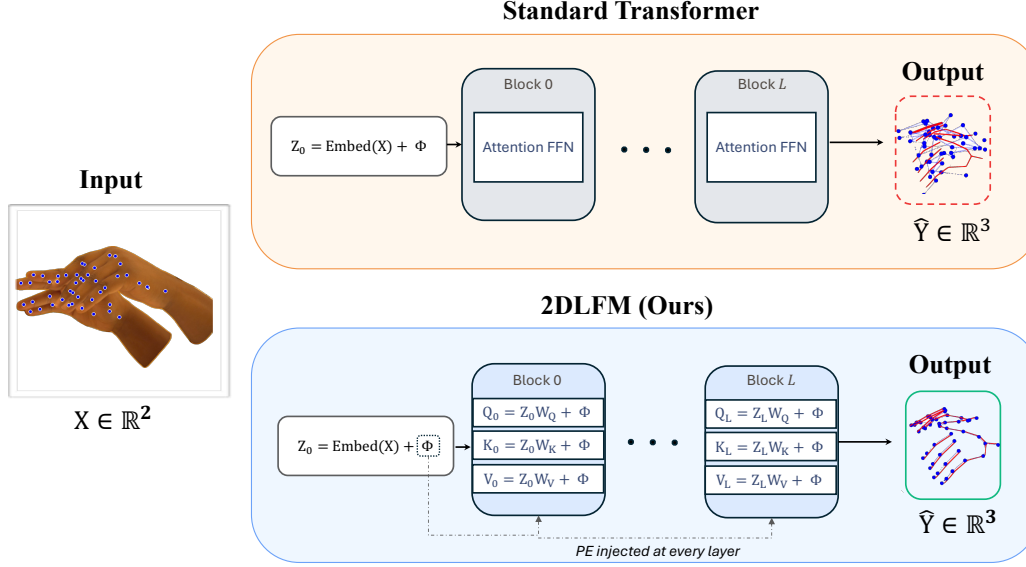 Standard Transformer
Input
X ∈ ℝ²
Z₀ = Embed(X) + Φ
Block 0
Attention FFN
• • •
Block L
Attention FFN
Output
Ŷ ∈ ℝ³
2DLFM (Ours)
Z₀ = Embed(X) + Φ
Block 0
Q₀ = Z₀W_Q + Φ
K₀ = Z₀W_K + Φ
V₀ = Z₀W_V + Φ
• • •
Block L
Q_L = Z_LW_Q + Φ
K_L = Z_LW_K + Φ
V_L = Z_LW_V + Φ
PE injected at every layer
Output
Ŷ ∈ ℝ³